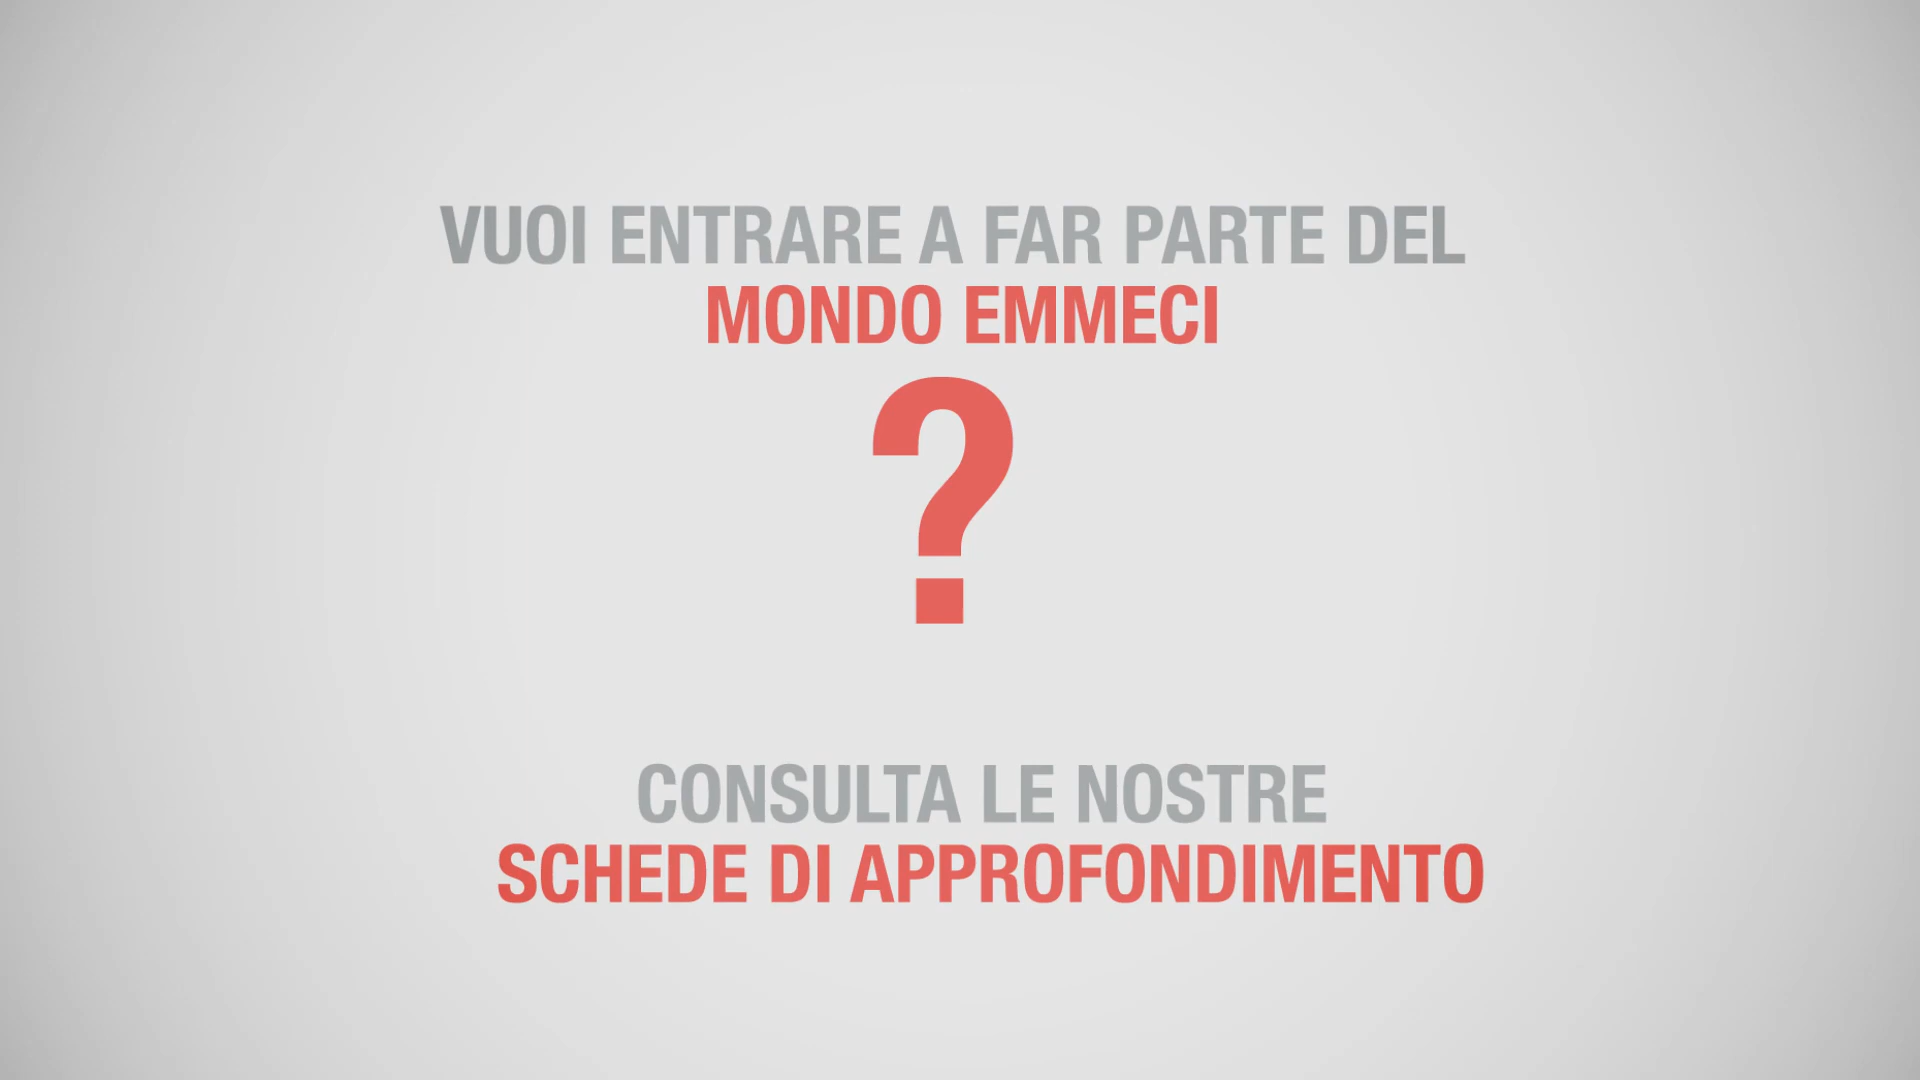 VUOI ENTRARE A FAR PARTE DEL
MONDO EMMECI
?
CONSULTA LE NOSTRE
SCHEDE DI APPROFONDIMENTO